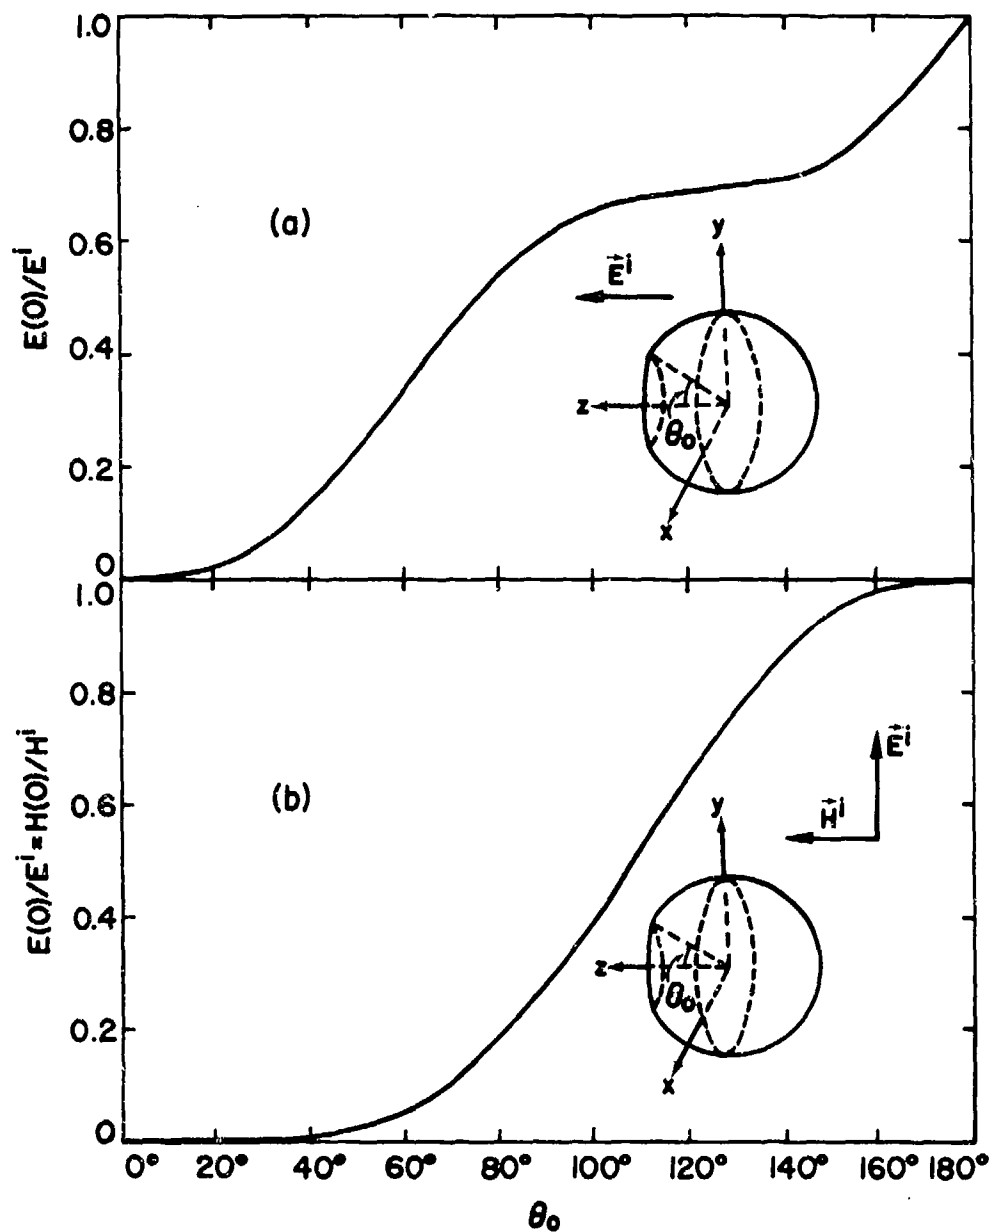 1.0
0.8
0.6
0.4
0.2
0
E(0)/E^i
(a)
E^i
y
z
θ₀
x
1.0
0.8
0.6
0.4
0.2
0
E(0)/E^i = H(0)/H^i
(b)
E^i
H^i
y
z
θ₀
x
0° 20° 40° 60° 80° 100° 120° 140° 160° 180°
θ₀